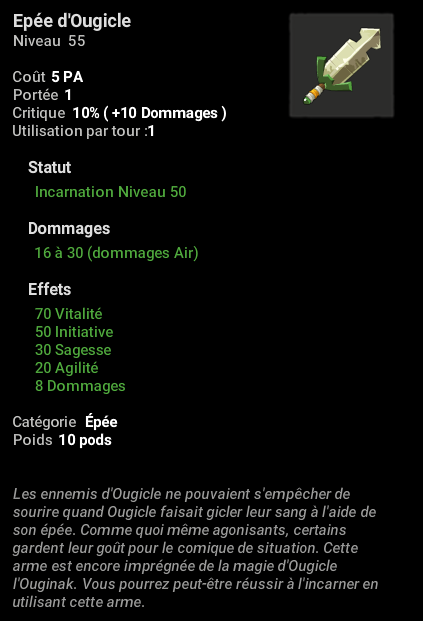 Epée d'Ougicle
Niveau 55
Coût 5 PA
Portée 1
Critique 10% ( +10 Dommages )
Utilisation par tour :1
Statut
Incarnation Niveau 50
Dommages
16 à 30 (dommages Air)
Effets
70 Vitalité
50 Initiative
30 Sagesse
20 Agilité
8 Dommages
Catégorie Épée
Poids 10 pods
Les ennemis d'Ougicle ne pouvaient s'empêcher de
sourire quand Ougicle faisait gicler leur sang à l'aide de
son épée. Comme quoi même agonisants, certains
gardent leur goût pour le comique de situation. Cette
arme est encore imprégnée de la magie d'Ougicle
l'Ouginak. Vous pourrez peut-être réussir à l'incarner en
utilisant cette arme.